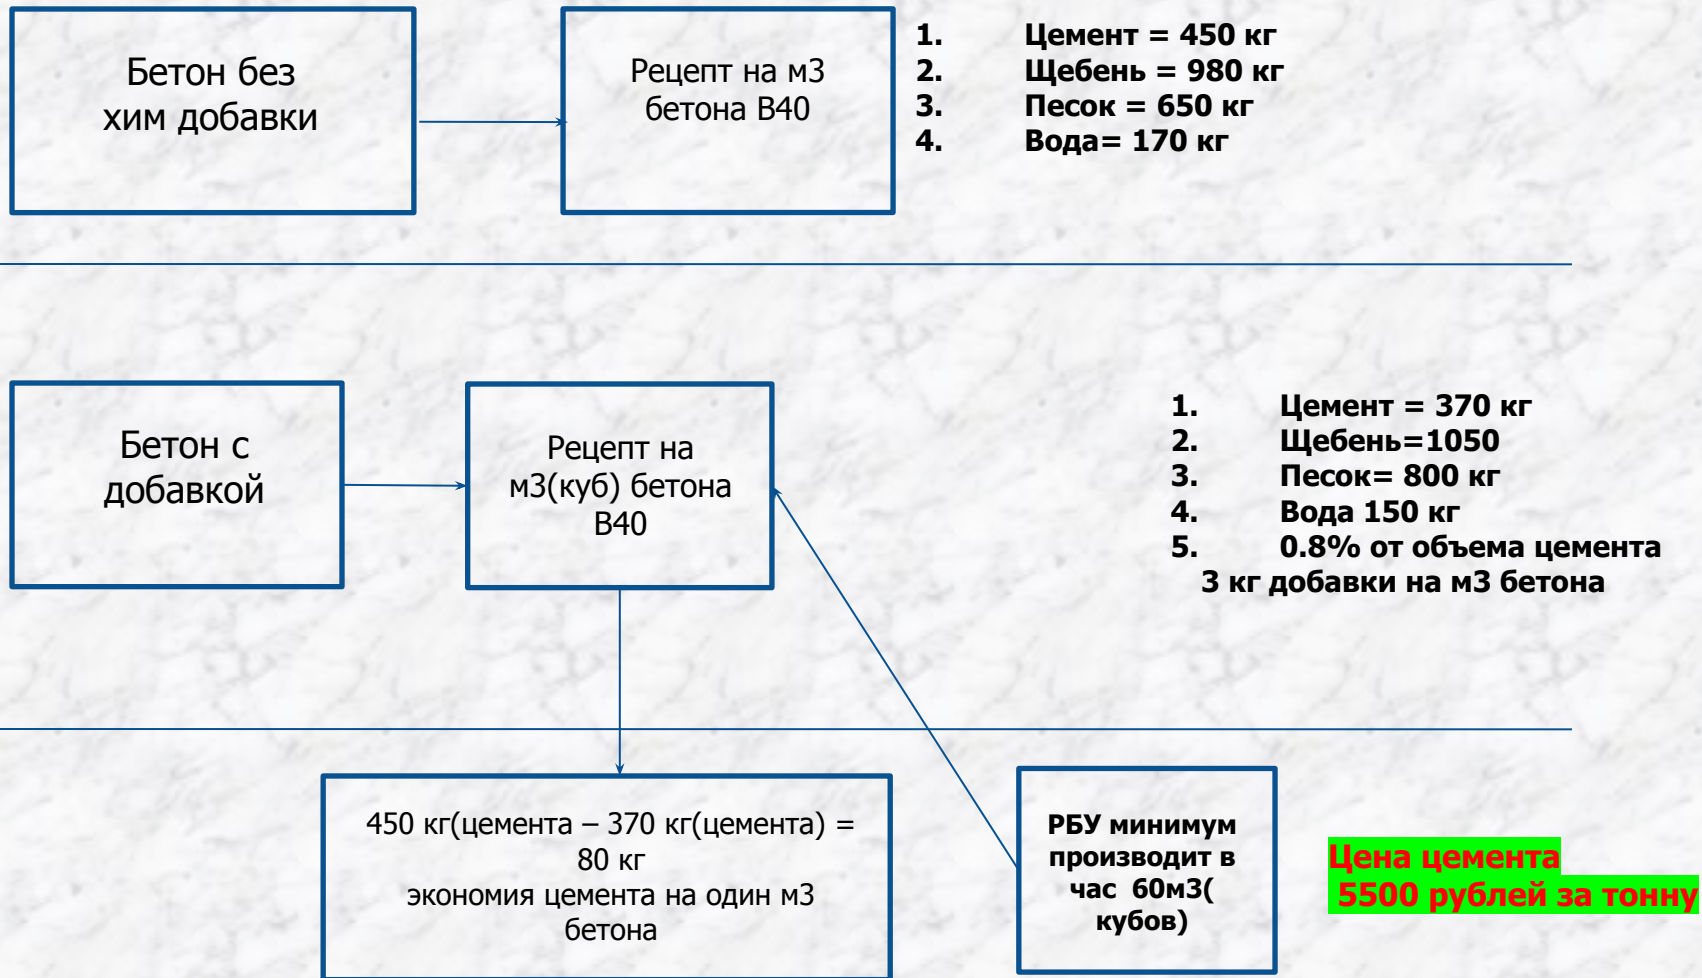 Бетон без
хим добавки
Рецепт на м3
бетона В40
1. Цемент = 450 кг
2. Щебень = 980 кг
3. Песок = 650 кг
4. Вода= 170 кг
Бетон с
добавкой
Рецепт на
м3(куб) бетона
В40
1. Цемент = 370 кг
2. Щебень=1050
3. Песок= 800 кг
4. Вода 150 кг
5. 0.8% от объема цемента
3 кг добавки на м3 бетона
450 кг(цемента – 370 кг(цемента) =
80 кг
экономия цемента на один м3
бетона
РБУ минимум
производит в
час 60м3(
кубов)
Цена цемента
5500 рублей за тонну